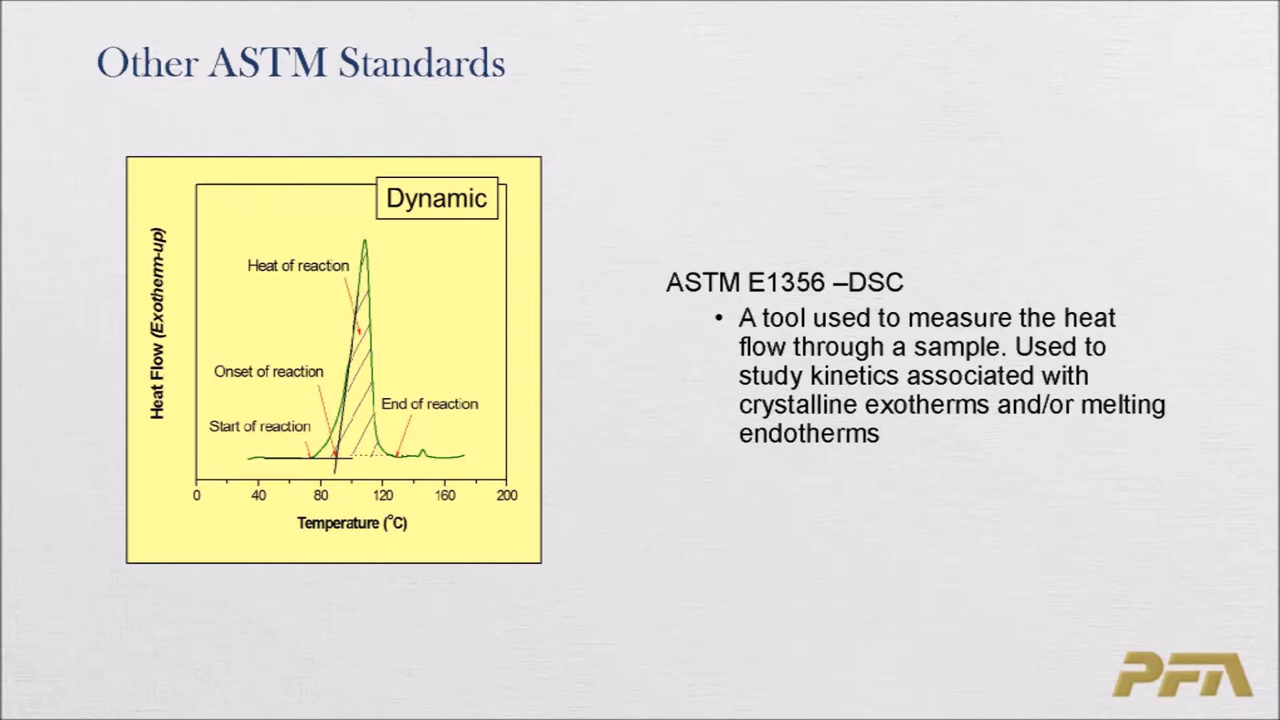 Other ASTM Standards
Dynamic
Heat Flow (Exotherm-up)
Heat of reaction
Onset of reaction
End of reaction
Start of reaction
0 40 80 120 160 200
Temperature (°C)
ASTM E1356 –DSC
• A tool used to measure the heat
flow through a sample. Used to
study kinetics associated with
crystalline exotherms and/or melting
endotherms
PFA